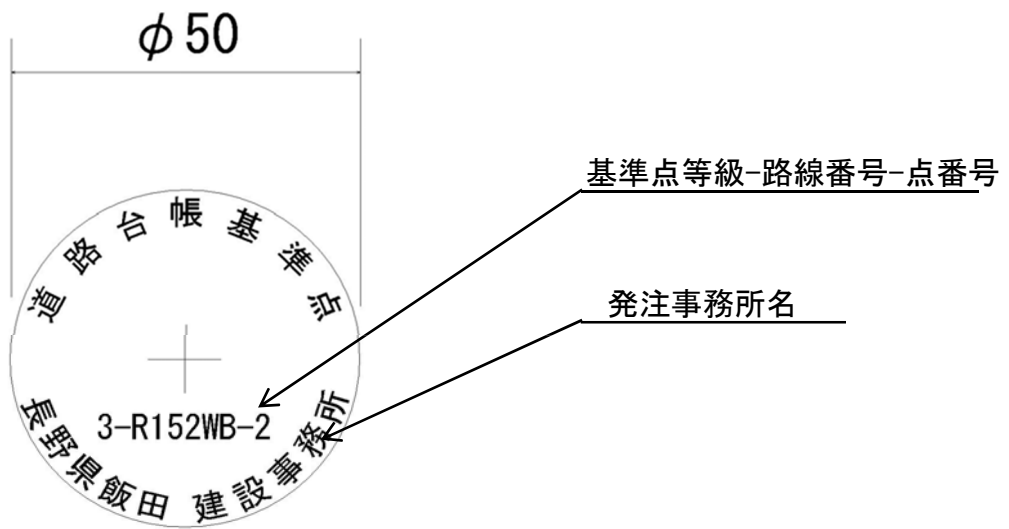 φ50
基準点等級-路線番号-点番号
道路台帳基準点
発注事務所名
3-R152WB-2
長野県飯田 建設事務所